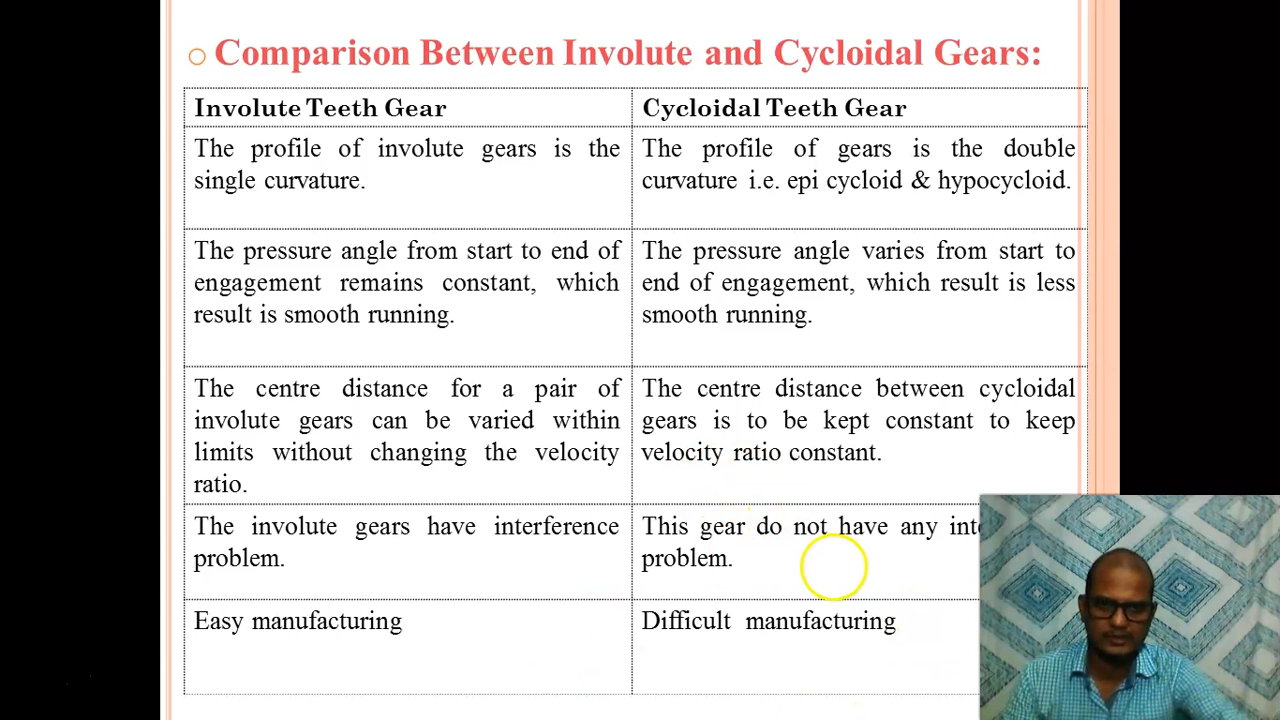 Comparison Between Involute and Cycloidal Gears:
Involute Teeth Gear
Cycloidal Teeth Gear
The profile of involute gears is the
single curvature.
The profile of gears is the double
curvature i.e. epi cycloid & hypocycloid.
The pressure angle from start to end of
engagement remains constant, which
result is smooth running.
The pressure angle varies from start to
end of engagement, which result is less
smooth running.
The centre distance for a pair of
involute gears can be varied within
limits without changing the velocity
ratio.
The centre distance between cycloidal
gears is to be kept constant to keep
velocity ratio constant.
The involute gears have interference
problem.
This gear do not have any
problem.
Easy manufacturing
Difficult manufacturing